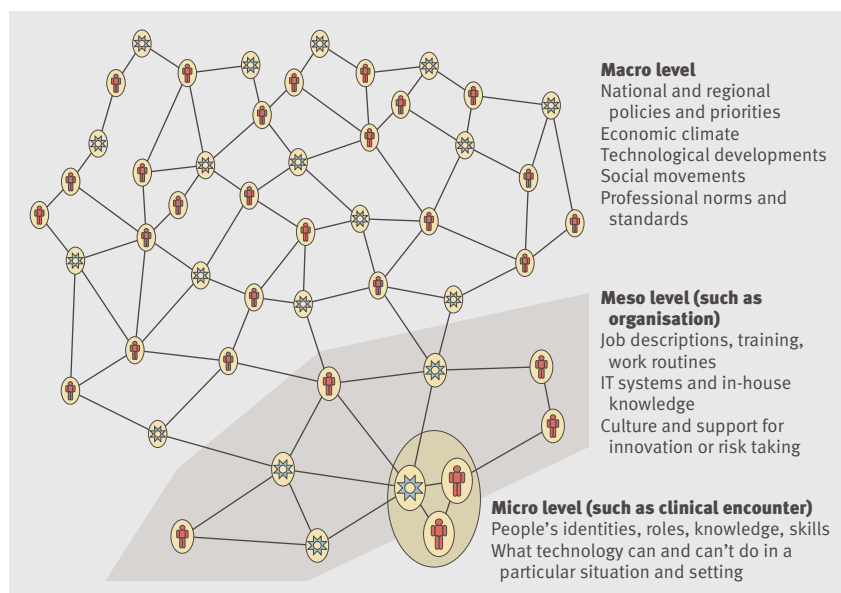 Macro level
National and regional
policies and priorities
Economic climate
Technological developments
Social movements
Professional norms and
standards
Meso level (such as
organisation)
Job descriptions, training,
work routines
IT systems and in-house
knowledge
Culture and support for
innovation or risk taking
Micro level (such as clinical encounter)
People’s identities, roles, knowledge, skills
What technology can and can’t do in a
particular situation and setting